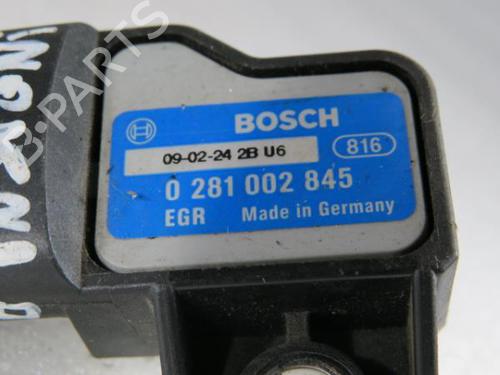 BOSCH
09-02-24 2B U6
816
0 281 002 845
EGR Made in Germany
B-PARTS